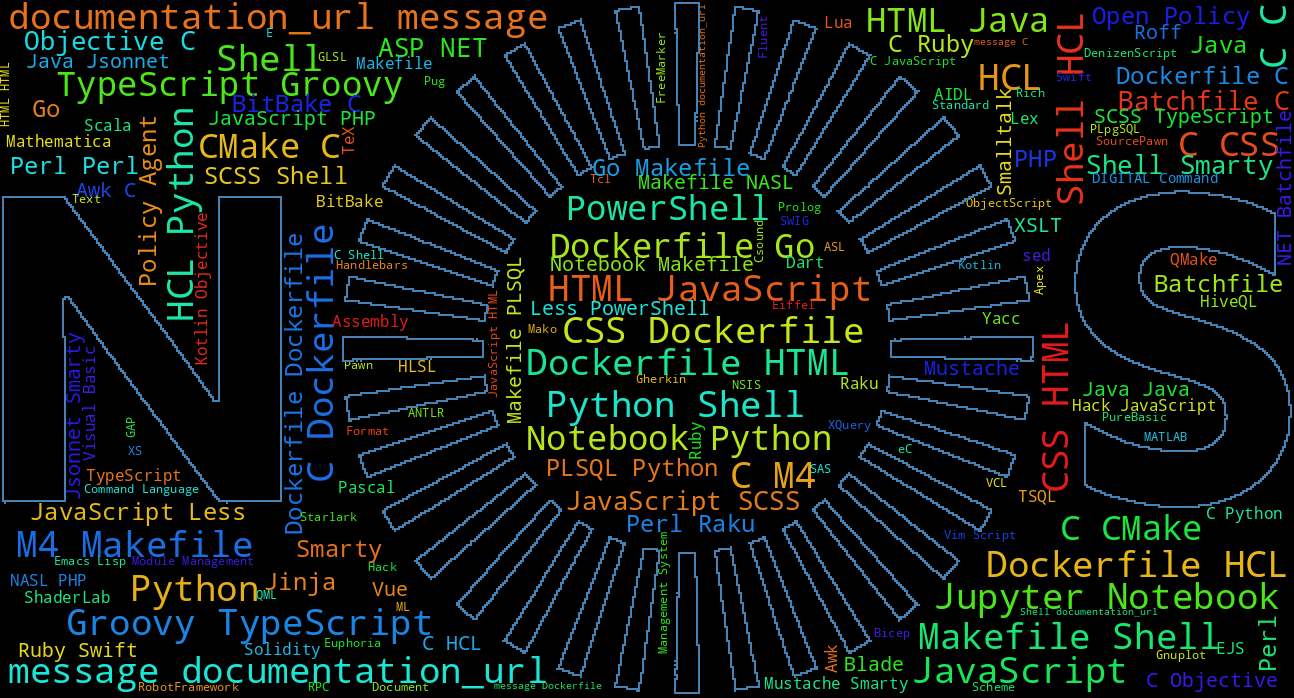 documentation_url message
Objective C
E
Java Jsonnet
Shell
GLSL
ASP NET
Makefile
TypeScript Groovy
Pug
HTML HTML
Go
BitBake C
JavaScript PHP
Scala
Mathematica
CMake C
TeX
Perl Perl
SCSS Shell
Awk C
Text
BitBake
Policy Agent
HCL Python
Kotlin Objective
Dockerfile Dockerfile
C Dockerfile
C Shell
Handlebars
Assembly
Pawn
HLSL
ANTLR
Format
Jsonnet Smarty
Visual Basic
GAP
XS
TypeScript
Command Language
Pascal
JavaScript Less
Starlark
M4 Makefile
Smarty
Emacs Lisp
Module Management
Hack
NASL PHP
Python
Jinja
QML
ShaderLab
Vue
ML
Groovy TypeScript
Ruby Swift
Solidity
Euphoria
C HCL
message documentation_url
RobotFramework
RPC
Document
message Dockerfile
FreeMarker
Python documentation_url
Fluent
Go Makefile
Tcl
Makefile NASL
PowerShell
Prolog
SWIG
Csound
Dockerfile Go
ASL
Notebook Makefile
Dart
HTML JavaScript
Less PowerShell
Eiffel
JavaScript HTML
Makefile PLSQL
Mako
CSS Dockerfile
Dockerfile HTML
Gherkin
NSIS
Raku
Python Shell
Notebook Python
Ruby
XQuery
PLSQL Python
C M4
SAS
JavaScript SCSS
Perl Raku
Management System
Lua
HTML Java
C Ruby
message C
C JavaScript
HCL
Shell HCL
Open Policy
Roff
Java
C C
DenizenScript
Swift
Dockerfile C
AIDL
Rich
Standard
Lex
Smalltalk
Batchfile C
SCSS TypeScript
PLpgSQL
SourcePawn
C CSS
PHP
Shell Smarty
DIGITAL Command
NET Batchfile
ObjectScript
XSLT
sed
Kotlin
Apex
QMake
Batchfile
HiveQL
Yacc
Mustache
CSS HTML
Java Java
Hack JavaScript
PureBasic
MATLAB
eC
VCL
TSQL
C Python
Vim Script
C CMake
Dockerfile HCL
Jupyter Notebook
Shell documentation_url
Bicep
Makefile Shell
EJS
Perl
Gnuplot
Awk
Blade
JavaScript
Mustache Smarty
Scheme
C Objective